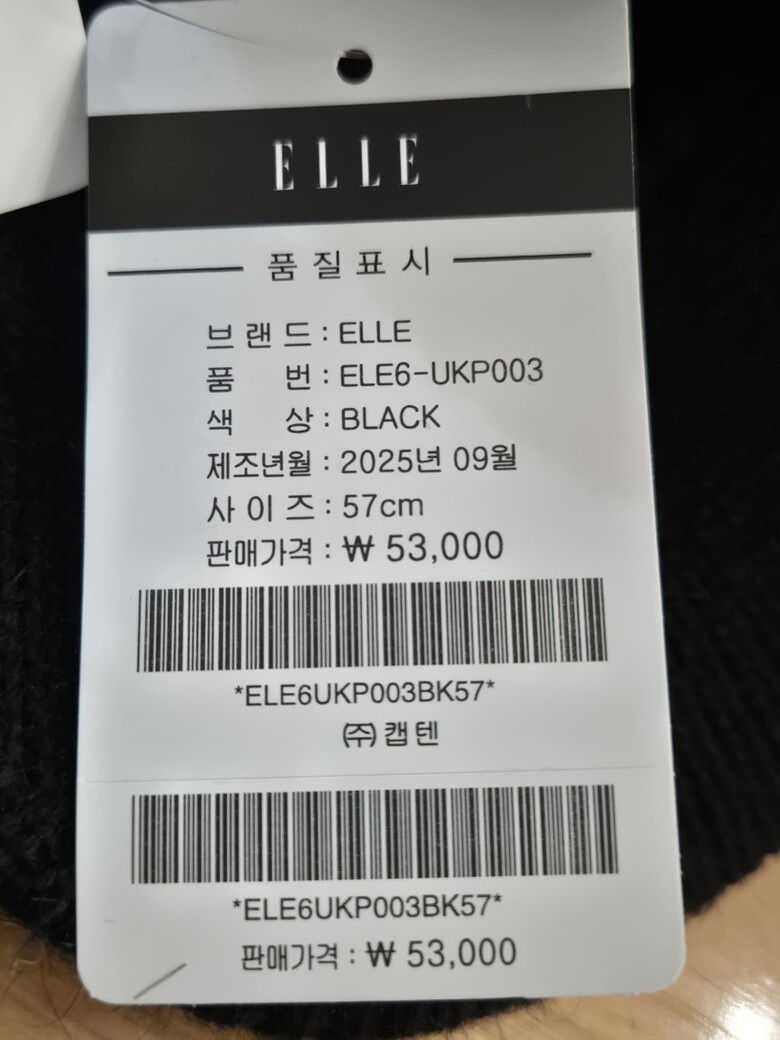 ELLE
품질표시
브랜드 : ELLE
품 번 : ELE6-UKP003
색 상 : BLACK
제조년월 : 2025년 09월
사이즈 : 57cm
판매가격 : ₩ 53,000
*ELE6UKP003BK57*
㈜캡텐
*ELE6UKP003BK57*
판매가격 : ₩ 53,000